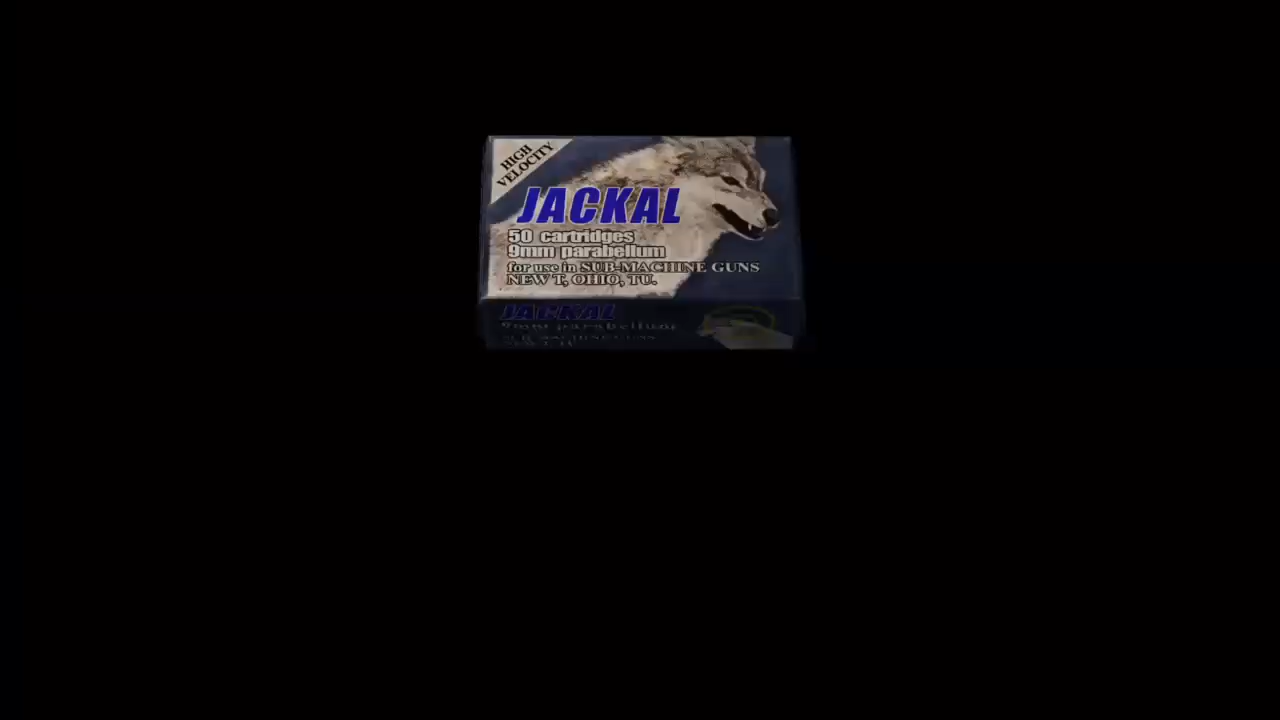 HIGH
VELOCITY
JACKAL
50 cartridges
9mm parabellum
for use in SUB-MACHINE GUNS
NEW T, OHIO, TU.
JACKAL
9mm parabellum